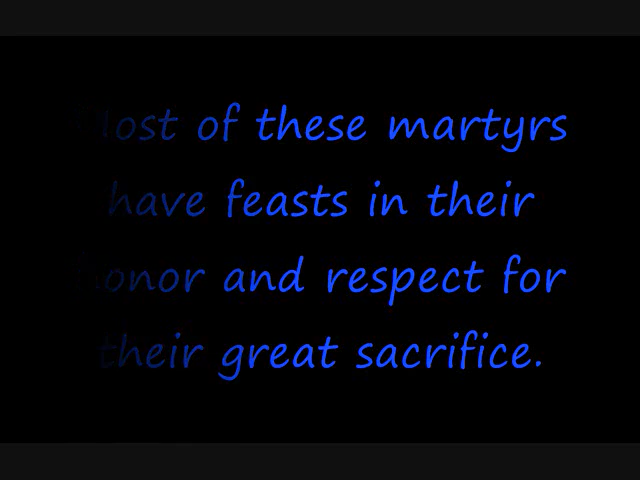 Most of these martyrs
have feasts in their
honor and respect for
their great sacrifice.